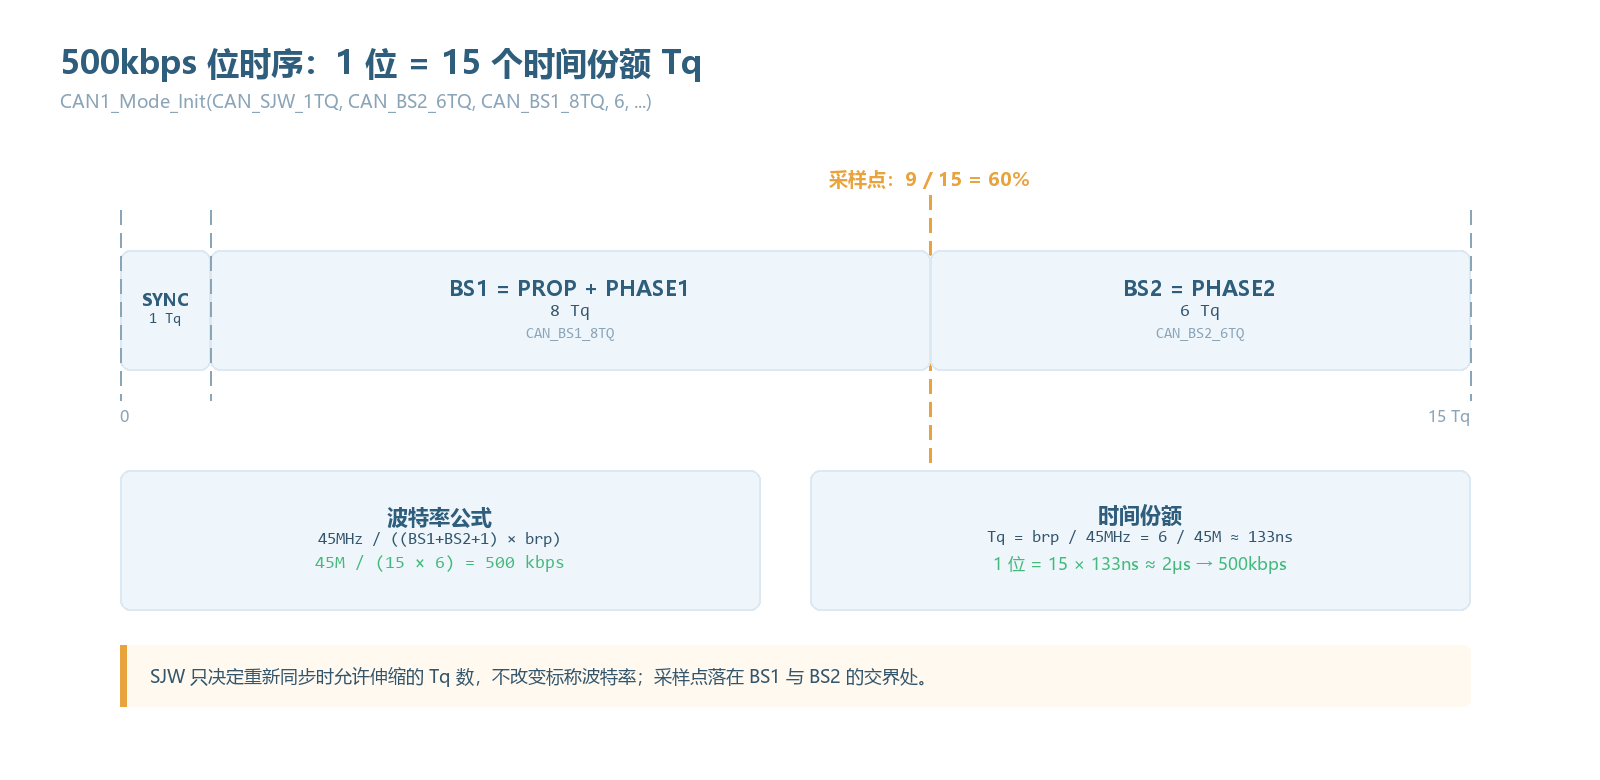 500kbps 位时序：1 位 = 15 个时间份额 Tq
CAN1_Mode_Init(CAN_SJW_1TQ, CAN_BS2_6TQ, CAN_BS1_8TQ, 6, ...)
采样点：9 / 15 = 60%
SYNC
1 Tq
BS1 = PROP + PHASE1
8 Tq
CAN_BS1_8TQ
BS2 = PHASE2
6 Tq
CAN_BS2_6TQ
0
15 Tq
波特率公式
45MHz / ((BS1+BS2+1) × brp)
45M / (15 × 6) = 500 kbps
时间份额
Tq = brp / 45MHz = 6 / 45M ≈ 133ns
1 位 = 15 × 133ns ≈ 2μs → 500kbps
SJW 只决定重新同步时允许伸缩的 Tq 数，不改变标称波特率；采样点落在 BS1 与 BS2 的交界处。